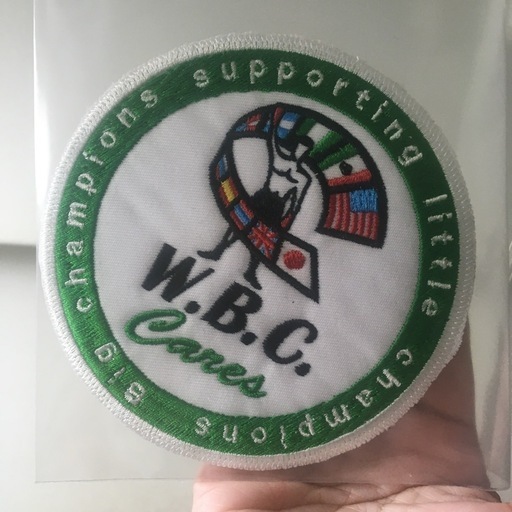 Big champions supporting little champions
W.B.C.
Cares